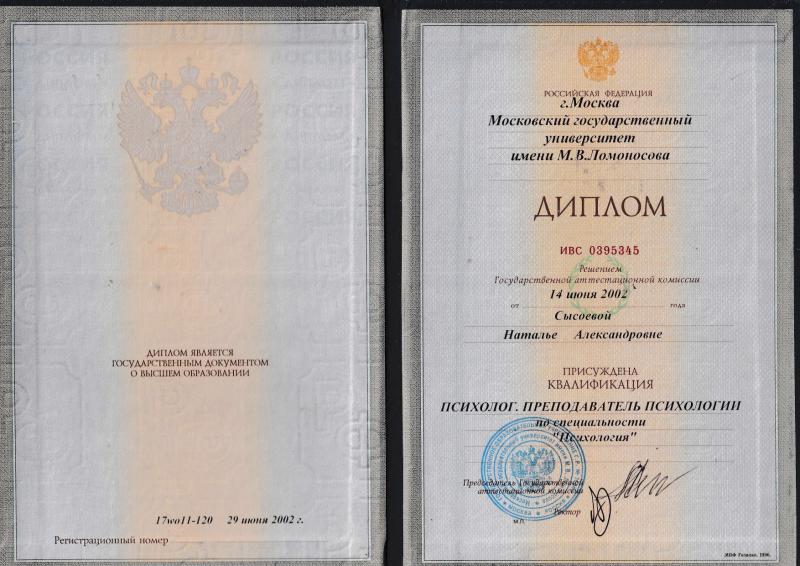 ДИПЛОМ ЯВЛЯЕТСЯ
ГОСУДАРСТВЕННЫМ ДОКУМЕНТОМ
О ВЫСШЕМ ОБРАЗОВАНИИ
17wo11-120 29 июня 2002 г.
Регистрационный номер
РОССИЙСКАЯ ФЕДЕРАЦИЯ
г.Москва
Московский государственный
университет
имени М.В.Ломоносова
ДИПЛОМ
ИВС 0395345
Решением
Государственной аттестационной комиссии
14 июня 2002
от года
Сысоевой
Наталье Александровне
ПРИСУЖДЕНА
КВАЛИФИКАЦИЯ
ПСИХОЛОГ. ПРЕПОДАВАТЕЛЬ ПСИХОЛОГИИ
по специальности
"Психология"
Председатель Государственной
аттестационной комиссии
Ректор
М.П.
МОСКВА